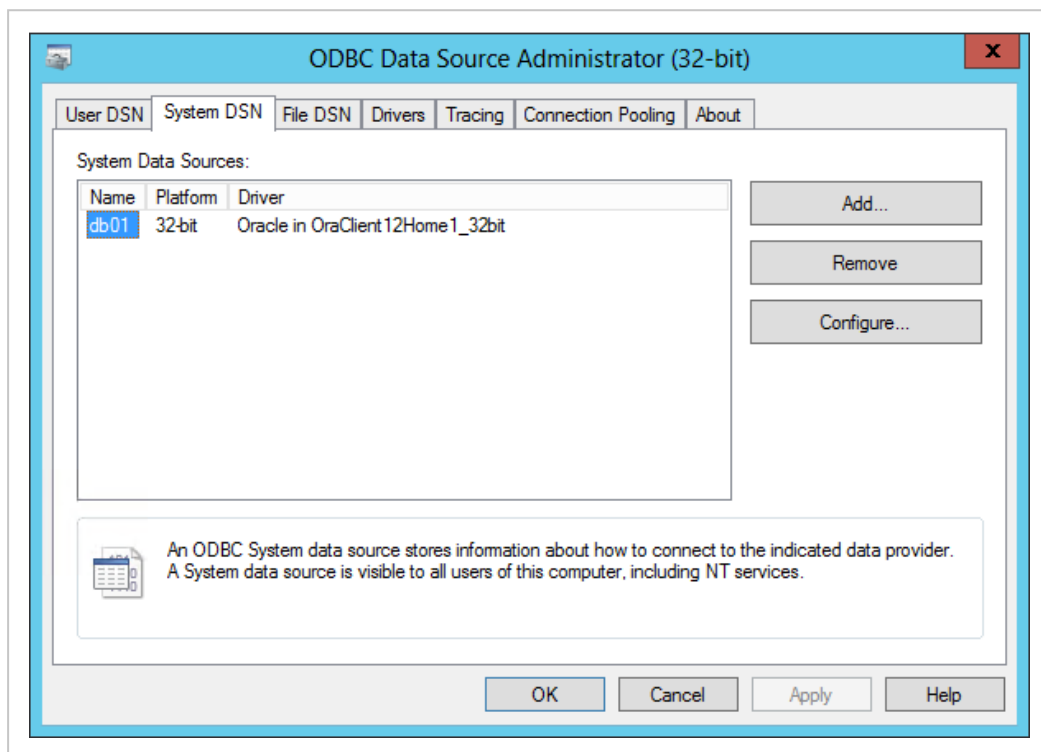 ODBC Data Source Administrator (32-bit)
x
User DSN System DSN File DSN Drivers Tracing Connection Pooling About
System Data Sources:
Name Platform Driver
db01 32-bit Oracle in OraClient12Home1_32bit
Add...
Remove
Configure...
An ODBC System data source stores information about how to connect to the indicated data provider.
A System data source is visible to all users of this computer, including NT services.
OK Cancel Apply Help